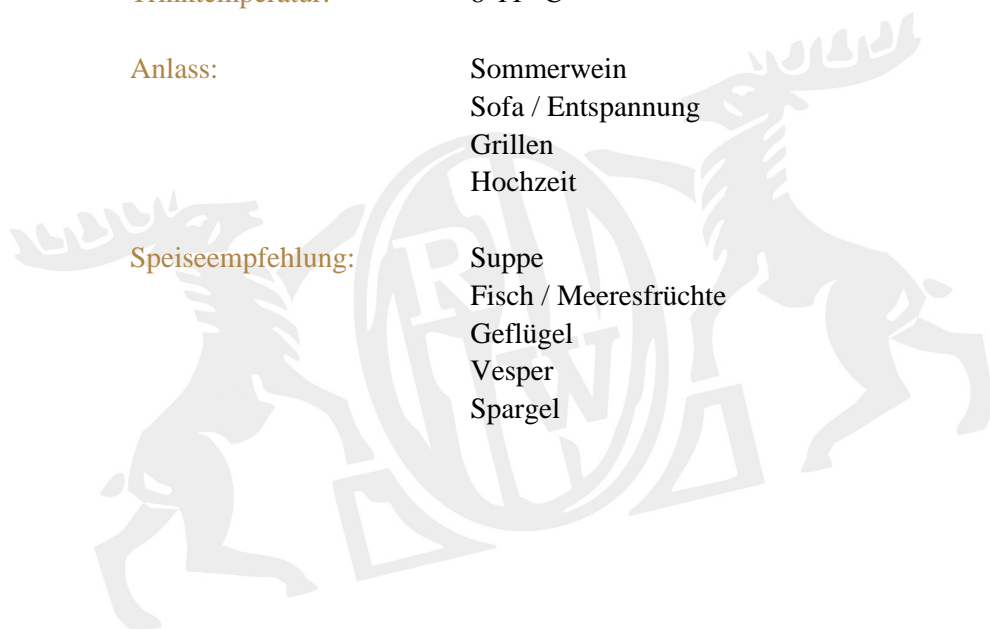 Anlass: Sommerwein
Sofa / Entspannung
Grillen
Hochzeit
Speiseempfehlung: Suppe
Fisch / Meeresfrüchte
Geflügel
Vesper
Spargel
R
W